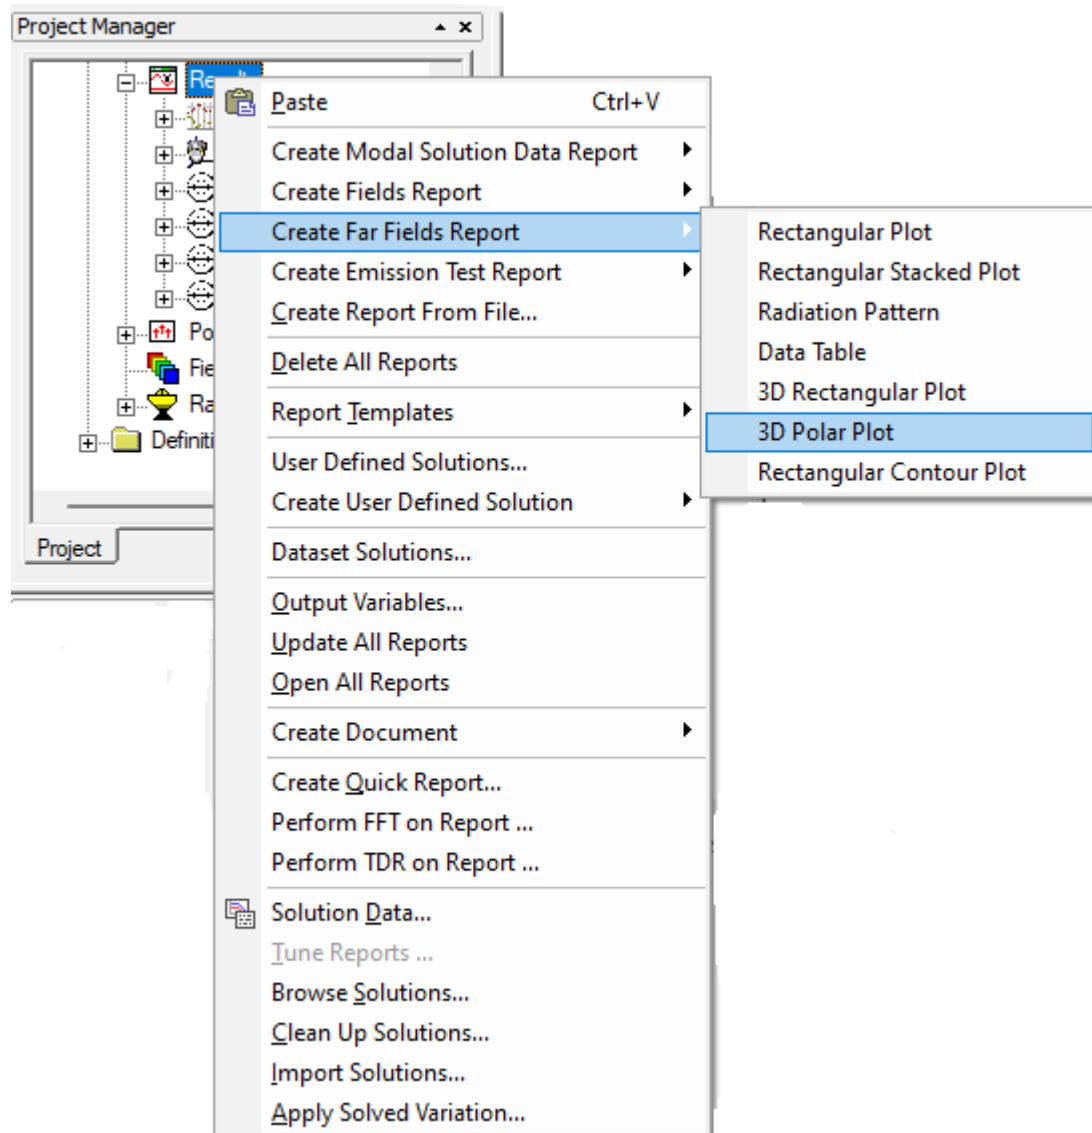 Project Manager
Paste Ctrl+V
Create Modal Solution Data Report
Create Fields Report
Create Far Fields Report
Create Emission Test Report
Create Report From File...
Delete All Reports
Report Templates
User Defined Solutions...
Create User Defined Solution
Dataset Solutions...
Output Variables...
Update All Reports
Open All Reports
Create Document
Create Quick Report...
Perform FFT on Report ...
Perform TDR on Report ...
Solution Data...
Tune Reports ...
Browse Solutions...
Clean Up Solutions...
Import Solutions...
Apply Solved Variation...
Rectangular Plot
Rectangular Stacked Plot
Radiation Pattern
Data Table
3D Rectangular Plot
3D Polar Plot
Rectangular Contour Plot
Po
Fie
Ra
Definiti
Project